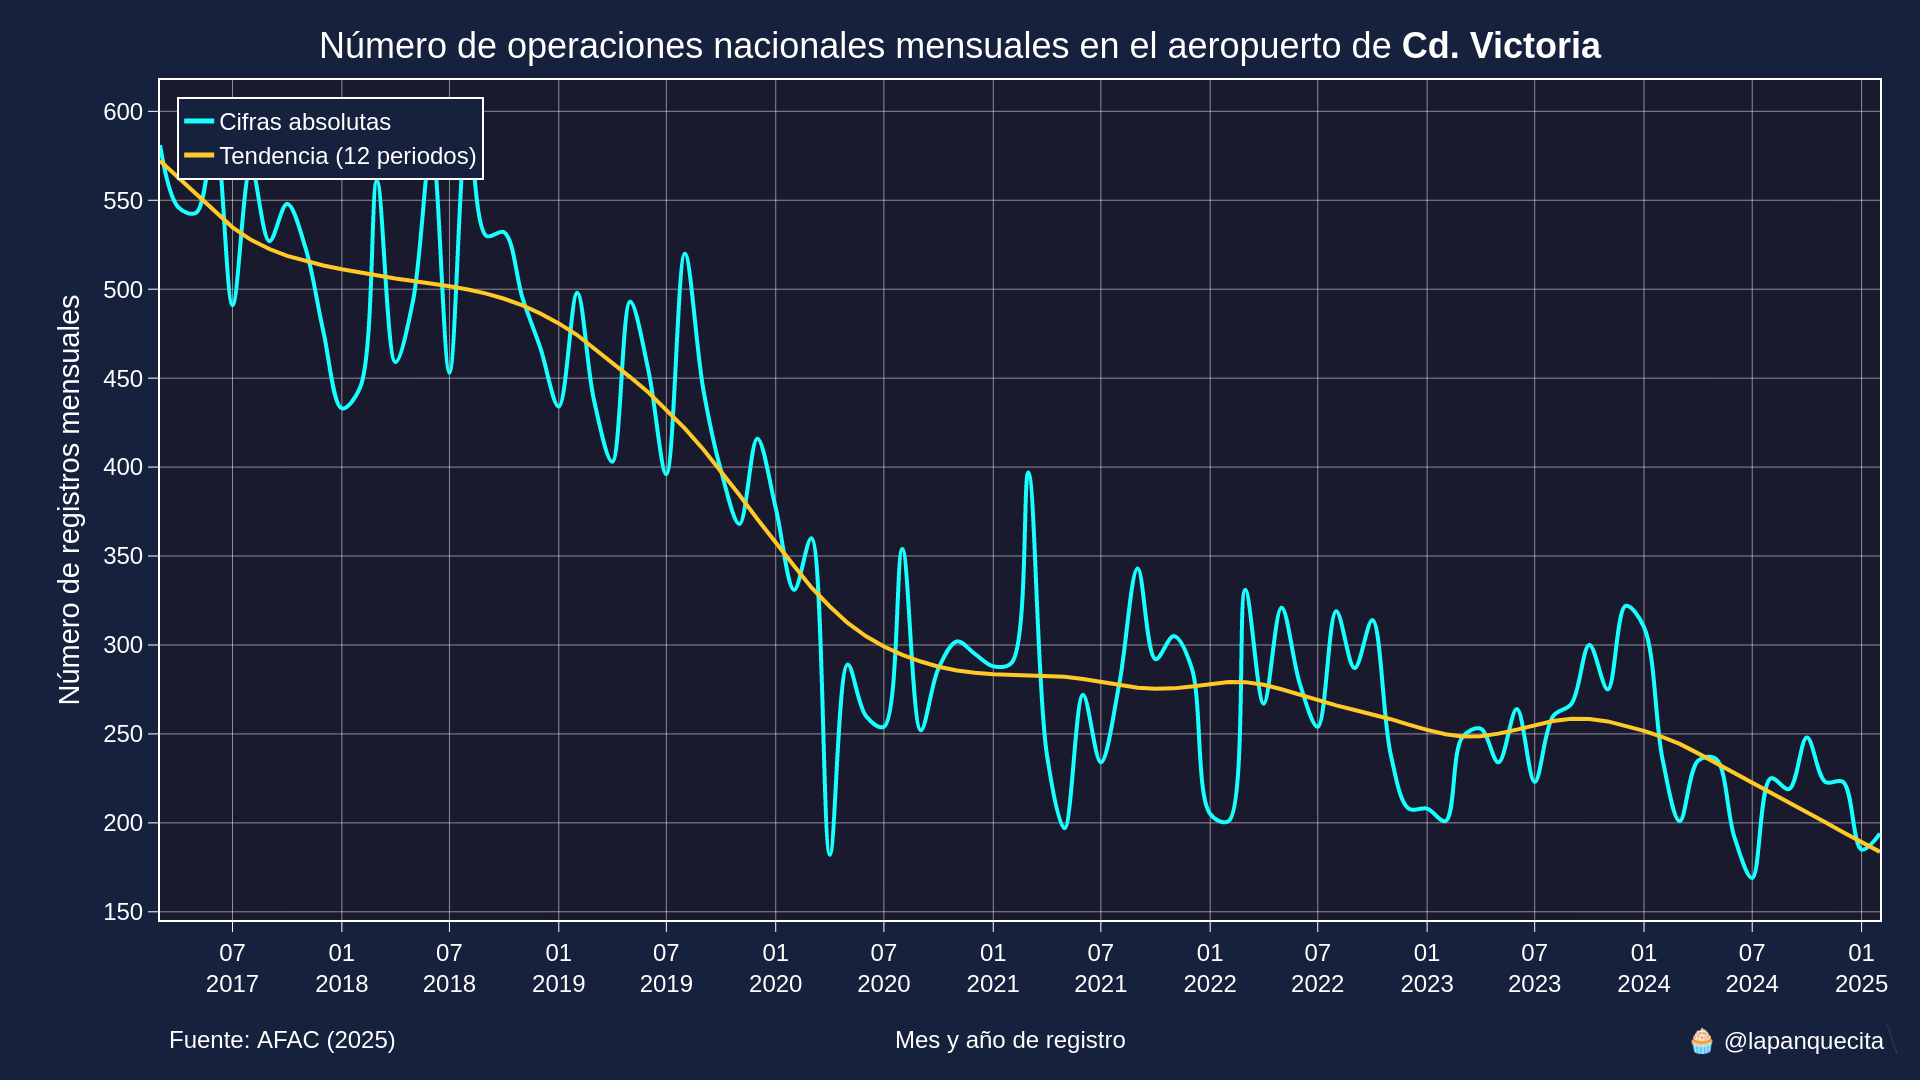 Número de operaciones nacionales mensuales en el aeropuerto de Cd. Victoria
Cifras absolutas
Tendencia (12 periodos)
Número de registros mensuales
600
550
500
450
400
350
300
250
200
150
07 01 07 01 07 01 07 01 07 01 07 01 07 01 07 01
2017 2018 2018 2019 2019 2020 2020 2021 2021 2022 2022 2023 2023 2024 2024 2025
Fuente: AFAC (2025) Mes y año de registro 🧁 @lapanquecita